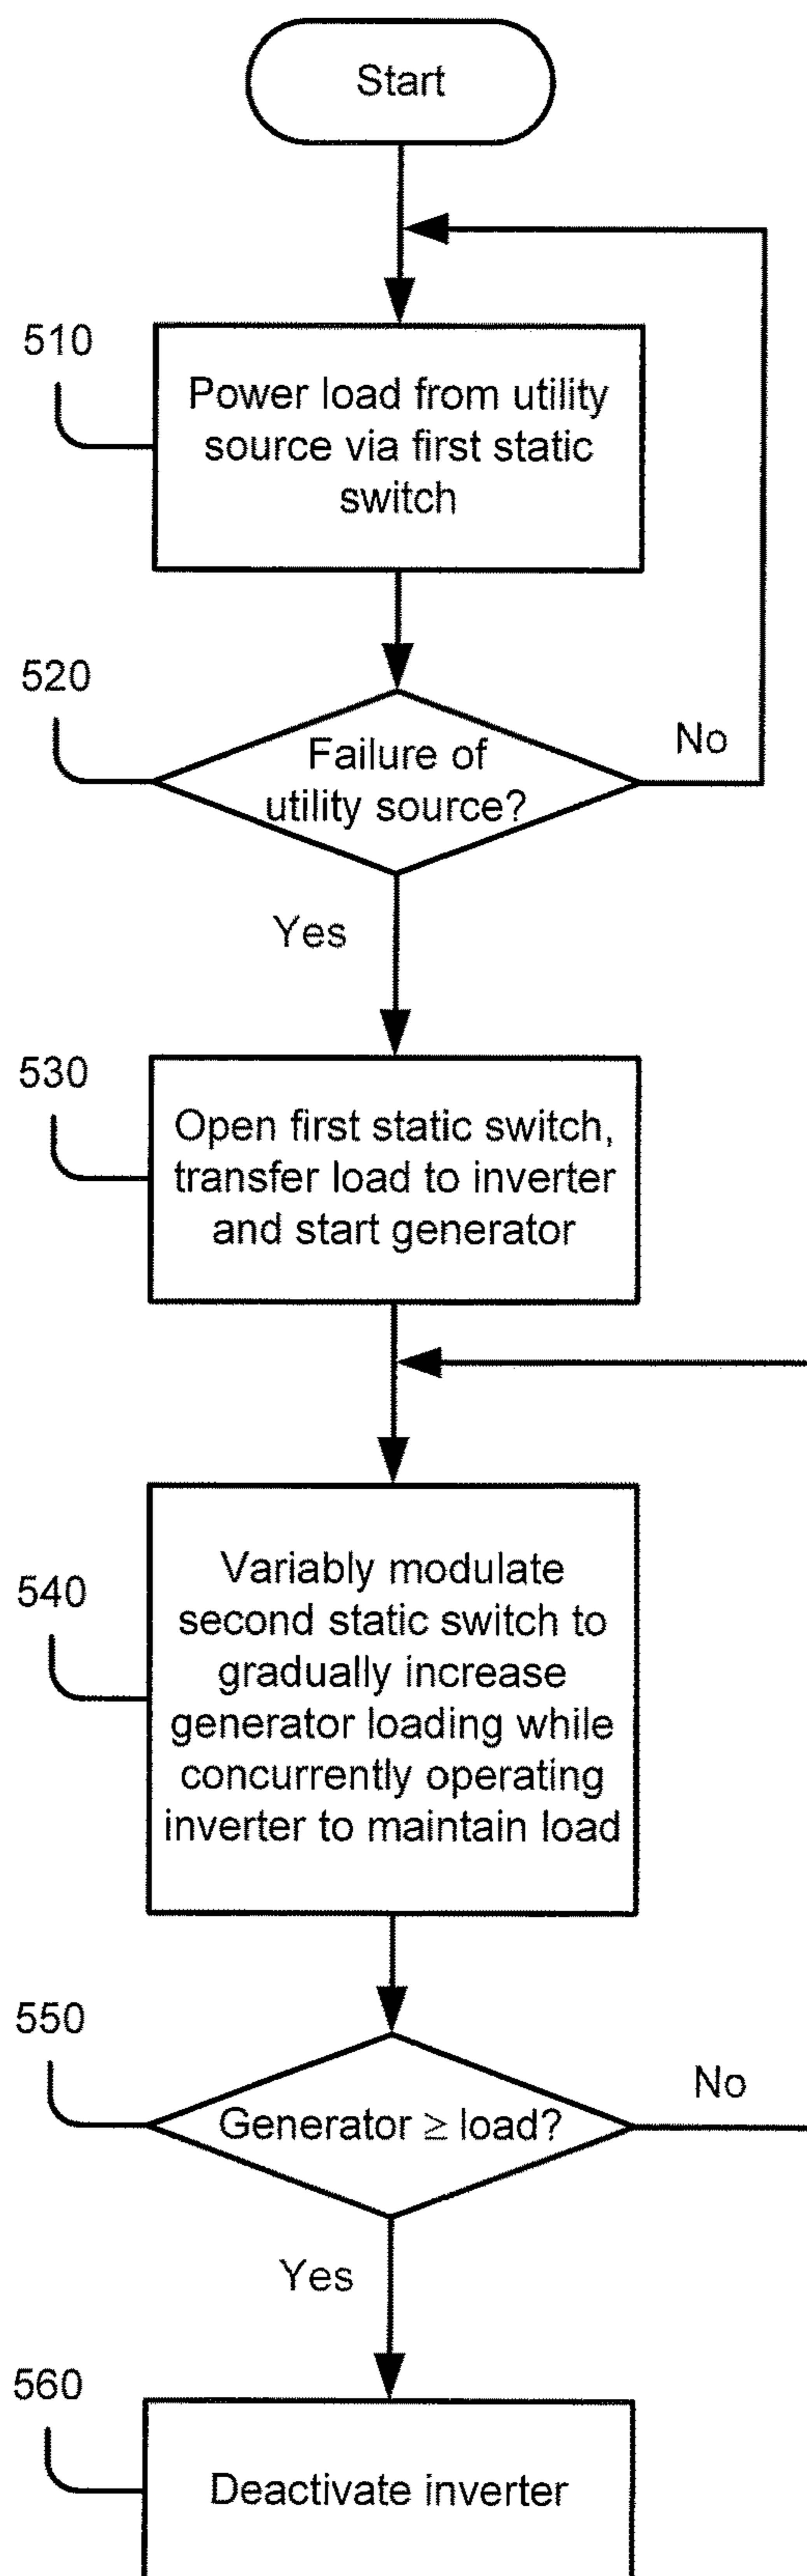 Start
510
Power load from utility
source via first static
switch
520
Failure of
utility source?
No
Yes
530
Open first static switch,
transfer load to inverter
and start generator
540
Variably modulate
second static switch to
gradually increase
generator loading while
concurrently operating
inverter to maintain load
550
Generator ≥ load?
No
Yes
560
Deactivate inverter